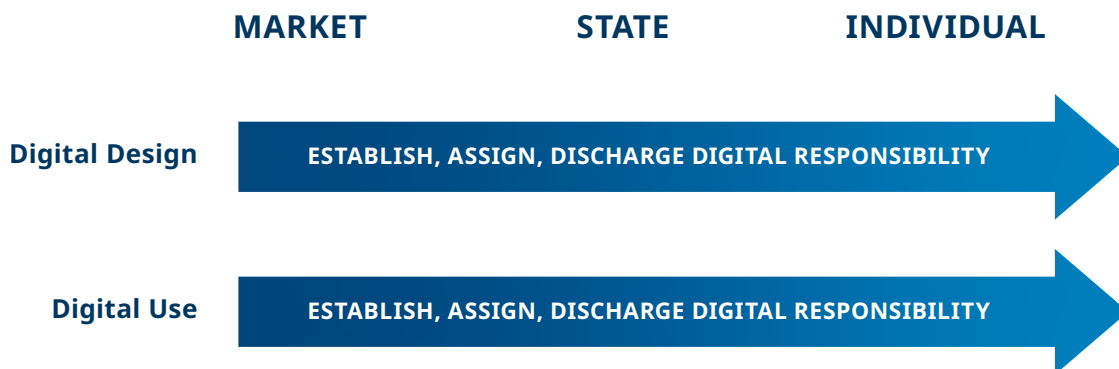 MARKET STATE INDIVIDUAL
Digital Design ESTABLISH, ASSIGN, DISCHARGE DIGITAL RESPONSIBILITY
Digital Use ESTABLISH, ASSIGN, DISCHARGE DIGITAL RESPONSIBILITY